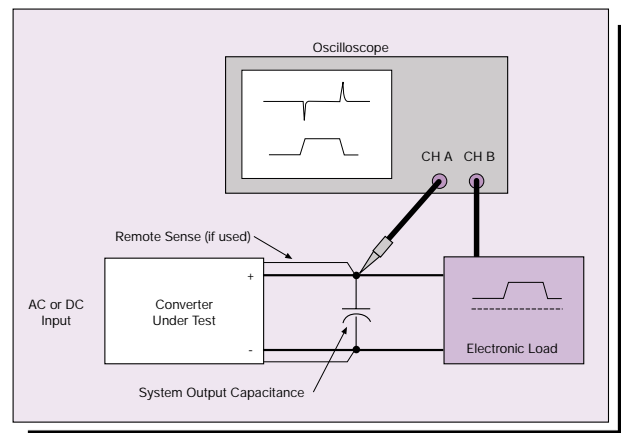 Oscilloscope
CH A CH B
Remote Sense (if used)
+
AC or DC
Input
Converter
Under Test
-
Electronic Load
System Output Capacitance